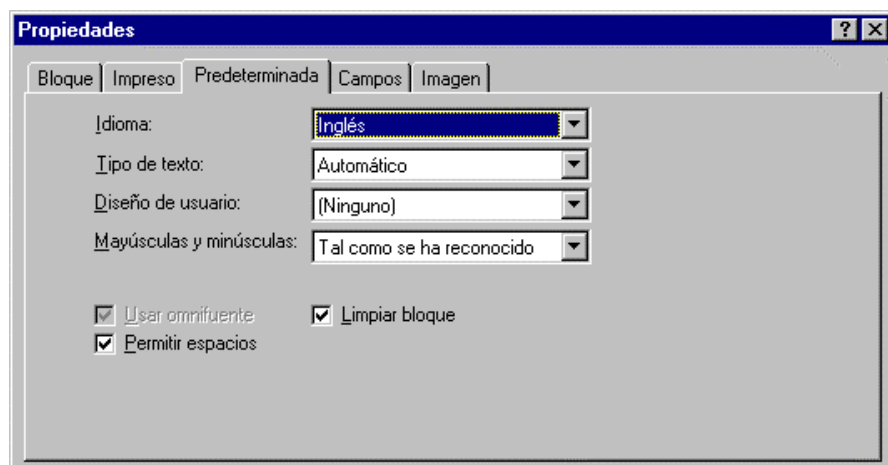 Propiedades
Bloque Impreso Predeterminada Campos Imagen
Idioma: Inglés
Tipo de texto: Automático
Diseño de usuario: (Ninguno)
Mayúsculas y minúsculas: Tal como se ha reconocido
Usar omnifuente Limpiar bloque
Permitir espacios